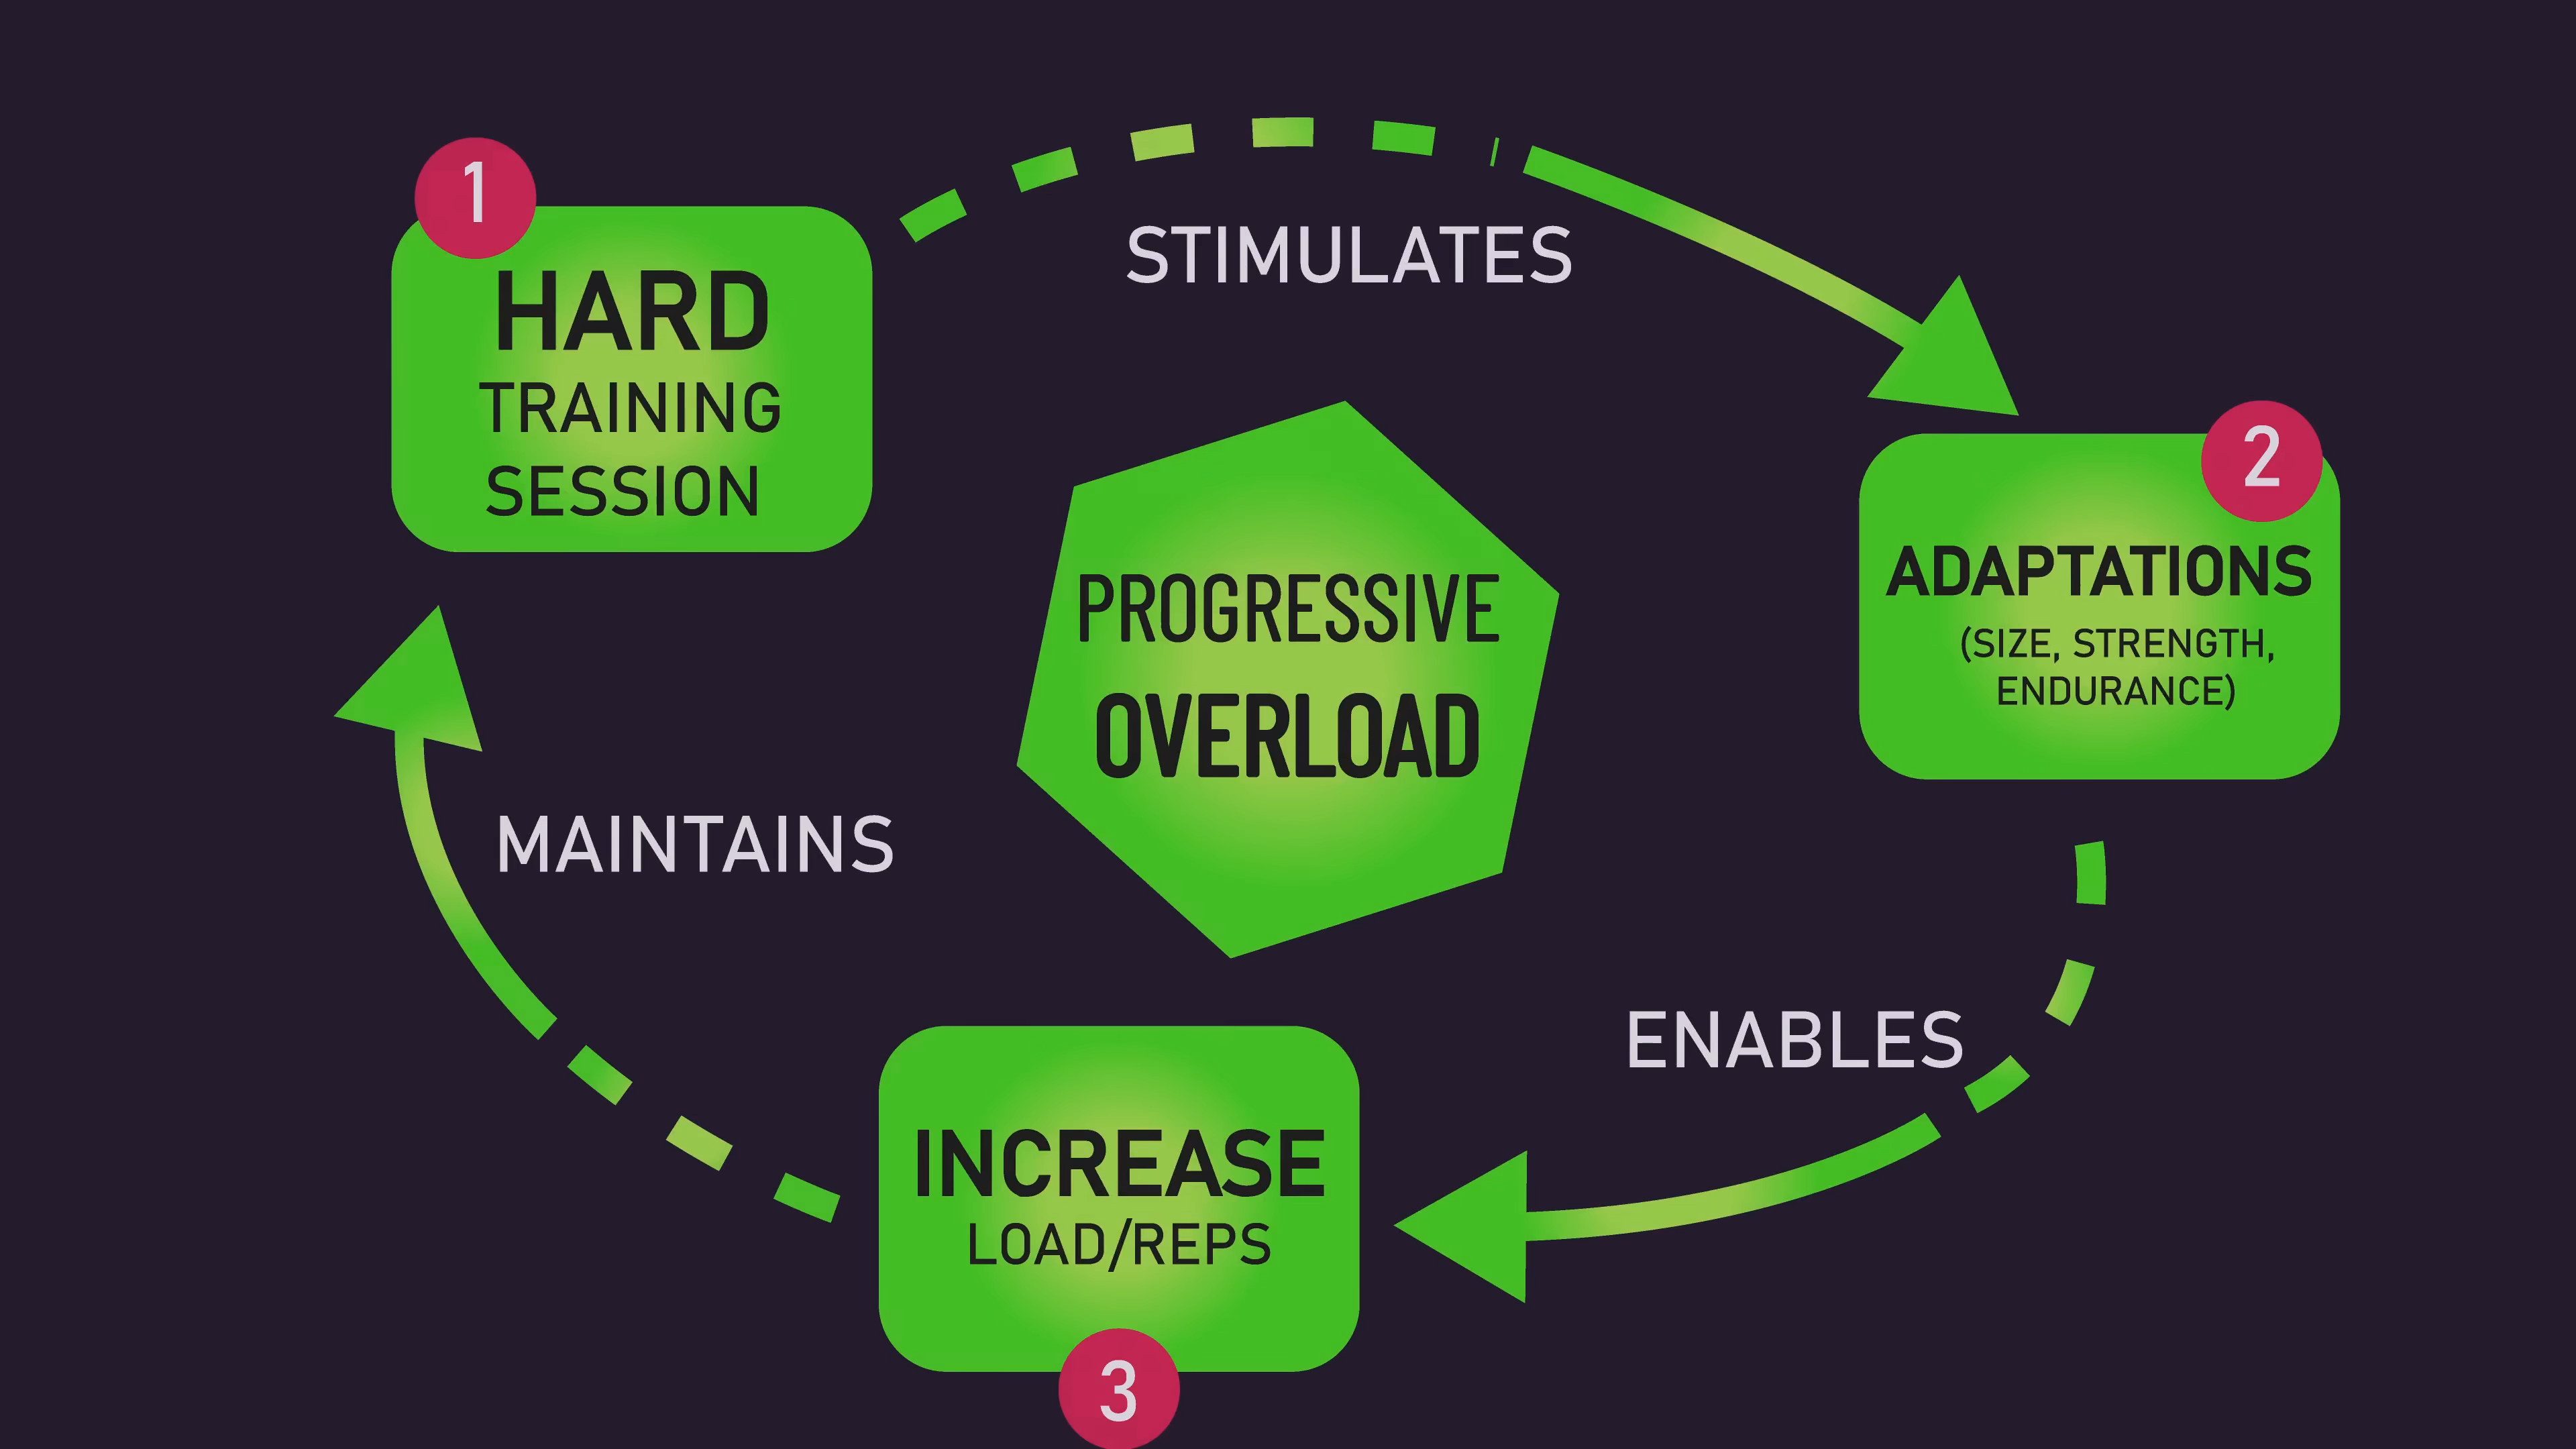 1
HARD
TRAINING
SESSION
STIMULATES
2
ADAPTATIONS
(SIZE, STRENGTH,
ENDURANCE)
PROGRESSIVE
OVERLOAD
MAINTAINS
ENABLES
INCREASE
LOAD/REPS
3